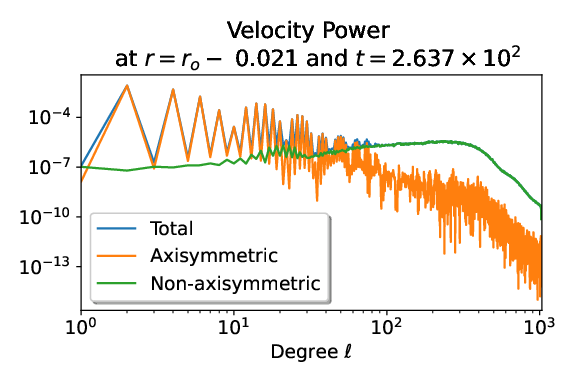 Velocity Power
at r = r_o − 0.021 and t = 2.637 × 10^2
10^-4
10^-7
10^-10
10^-13
Total
Axisymmetric
Non-axisymmetric
10^0 10^1 10^2 10^3
Degree ℓ